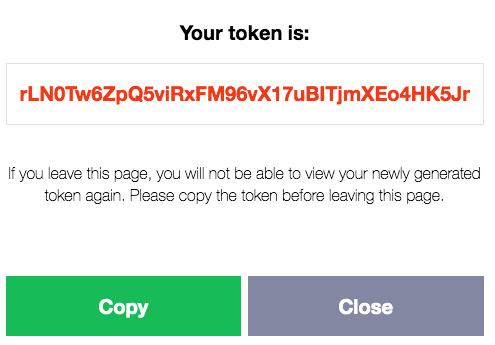 Your token is:
rLN0Tw6ZpQ5viRxFM96vX17uBITjmXEo4HK5Jr
If you leave this page, you will not be able to view your newly generated
token again. Please copy the token before leaving this page.
Copy
Close